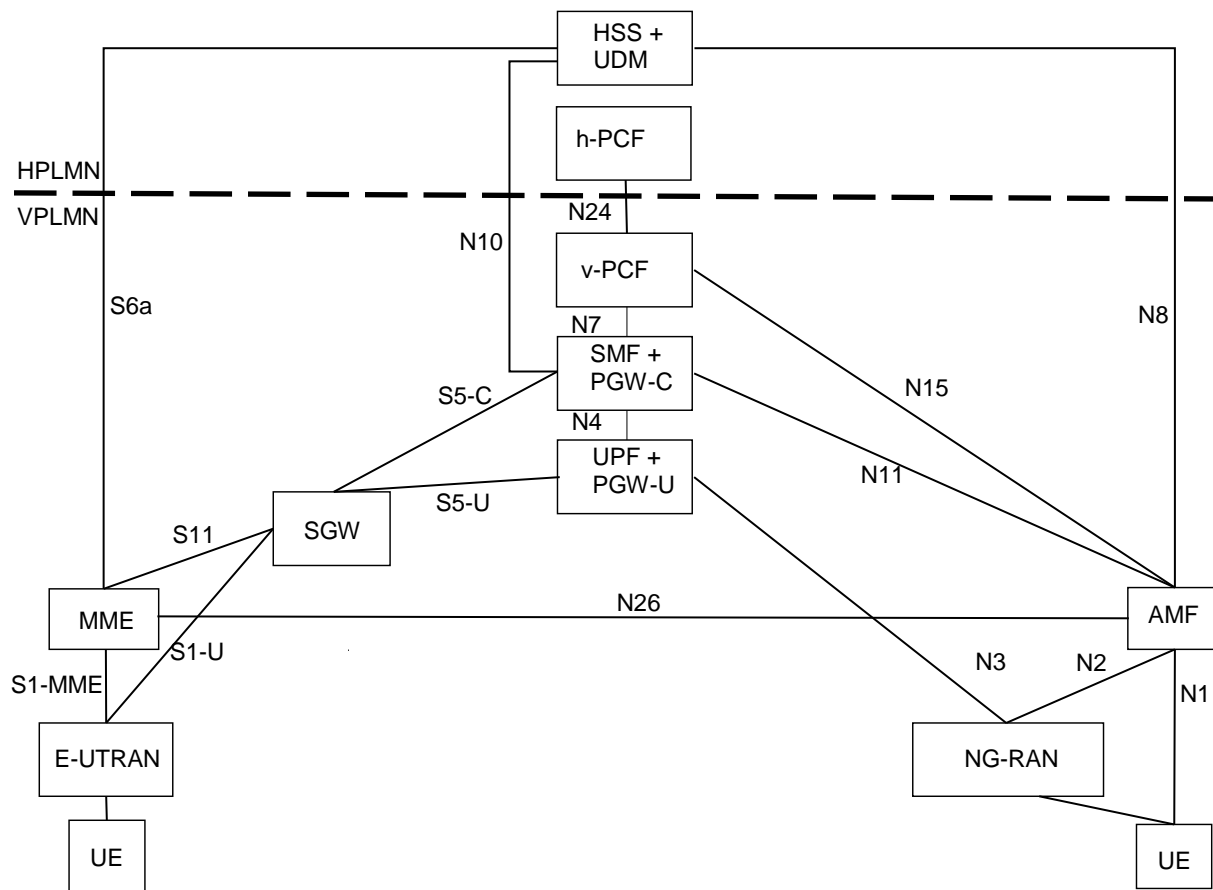 HSS +
UDM
h-PCF
HPLMN
VPLMN
N24
N10
v-PCF
S6a
N8
N7
SMF +
PGW-C
S5-C
N15
N4
UPF +
PGW-U
N11
S5-U
S11
SGW
MME
N26
AMF
S1-U
N3
N2
S1-MME
N1
E-UTRAN
NG-RAN
UE
UE